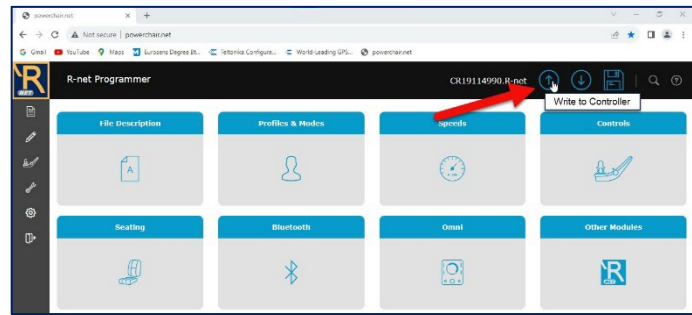 powerchair.net
Not secure | powerchair.net
Gmail YouTube Maps Teltonika Configura... World-Leading GPS... powerchair.net
R-net Programmer
CR19114990.R-net
Write to Controller
File Description Profiles & Modes Speeds Controls
A
Seating Bluetooth Omni Other Modules
R